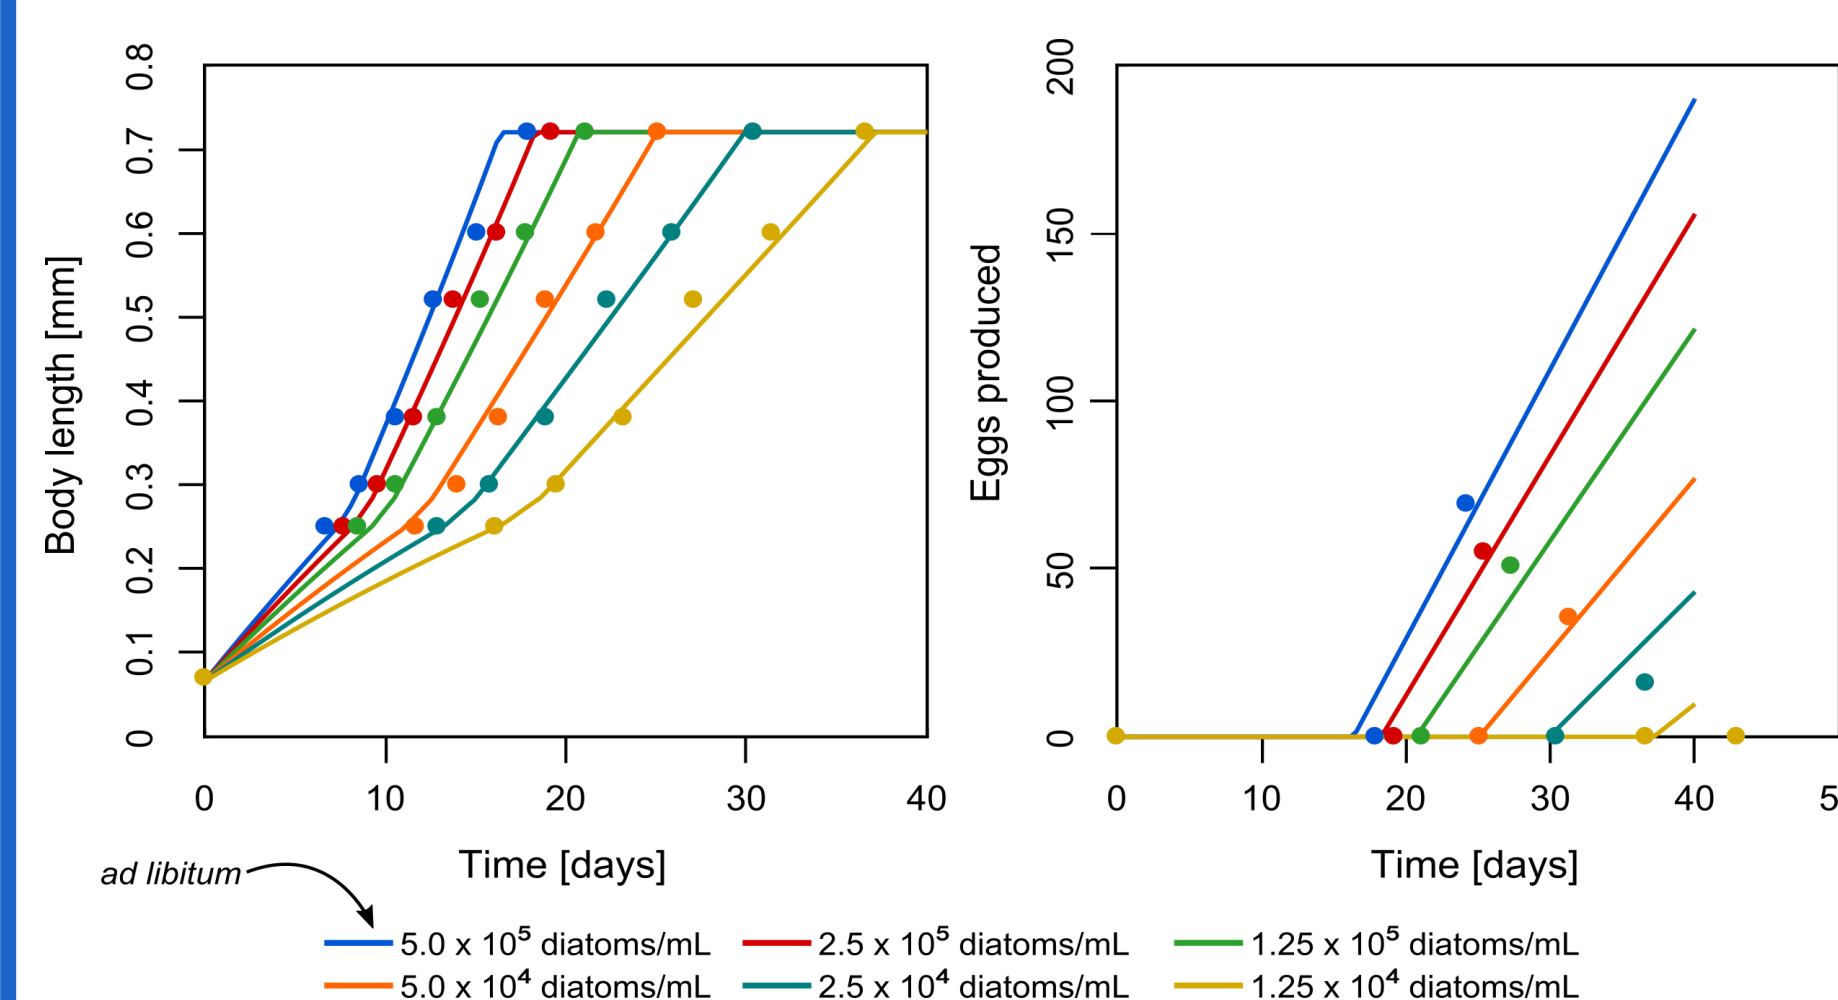 0.8
0.7
0.6
0.5
0.4
0.3
0.2
0.1
0
Body length [mm]
0 10 20 30 40
Time [days]
200
150
100
50
0
Eggs produced
0 10 20 30 40 5
Time [days]
ad libitum
5.0 x 10⁵ diatoms/mL 2.5 x 10⁵ diatoms/mL 1.25 x 10⁵ diatoms/mL
5.0 x 10⁴ diatoms/mL 2.5 x 10⁴ diatoms/mL 1.25 x 10⁴ diatoms/mL